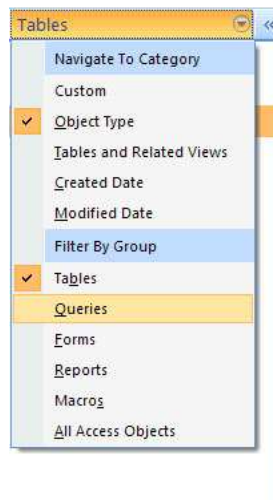 Tables
Navigate To Category
Custom
Object Type
Tables and Related Views
Created Date
Modified Date
Filter By Group
Tables
Queries
Forms
Reports
Macros
All Access Objects